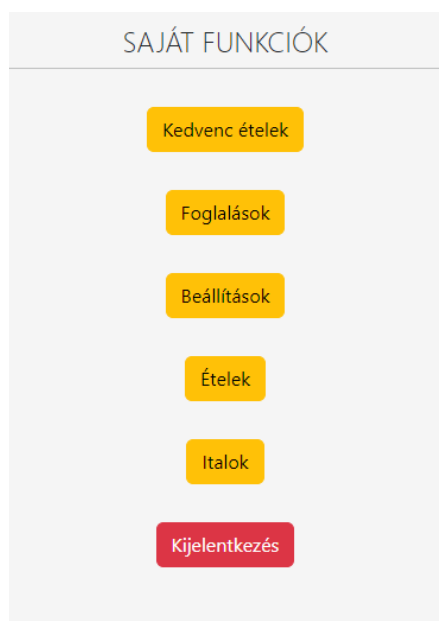 SAJÁT FUNKCIÓK
Kedvenc ételek
Foglalások
Beállítások
Ételek
Italok
Kijelentkezés